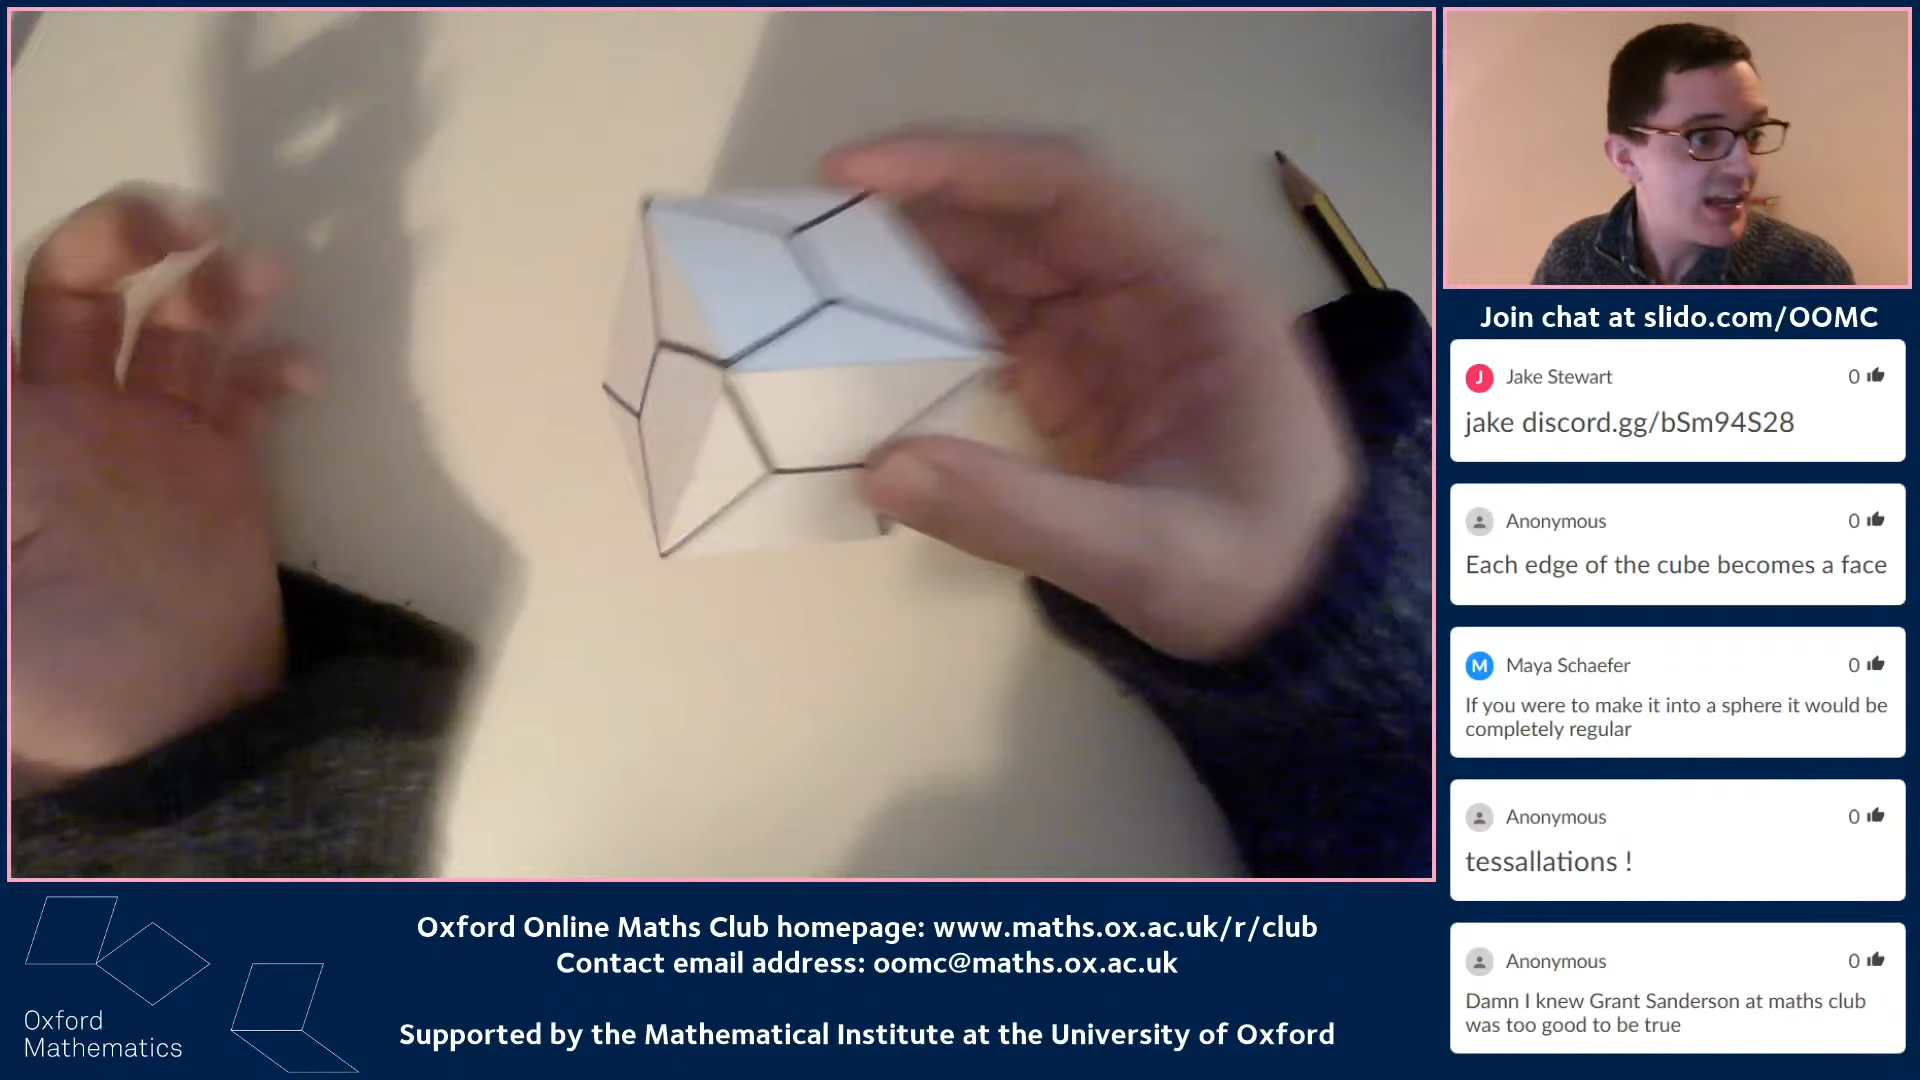 Join chat at slido.com/OOMC
J Jake Stewart 0
jake discord.gg/bSm94S28
Anonymous 0
Each edge of the cube becomes a face
M Maya Schaefer 0
If you were to make it into a sphere it would be
completely regular
Anonymous 0
tessallations !
Anonymous 0
Damn I knew Grant Sanderson at maths club
was too good to be true
Oxford Online Maths Club homepage: www.maths.ox.ac.uk/r/club
Contact email address: oomc@maths.ox.ac.uk
Supported by the Mathematical Institute at the University of Oxford
Oxford
Mathematics